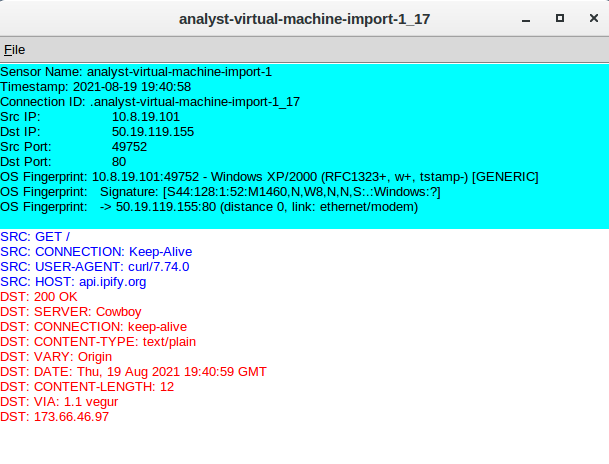 analyst-virtual-machine-import-1_17
File
Sensor Name: analyst-virtual-machine-import-1
Timestamp: 2021-08-19 19:40:58
Connection ID: .analyst-virtual-machine-import-1_17
Src IP: 10.8.19.101
Dst IP: 50.19.119.155
Src Port: 49752
Dst Port: 80
OS Fingerprint: 10.8.19.101:49752 - Windows XP/2000 (RFC1323+, w+, tstamp-) [GENERIC]
OS Fingerprint: Signature: [S44:128:1:52:M1460,N,W8,N,N,S:.:Windows:?]
OS Fingerprint: -> 50.19.119.155:80 (distance 0, link: ethernet/modem)
SRC: GET /
SRC: CONNECTION: Keep-Alive
SRC: USER-AGENT: curl/7.74.0
SRC: HOST: api.ipify.org
DST: 200 OK
DST: SERVER: Cowboy
DST: CONNECTION: keep-alive
DST: CONTENT-TYPE: text/plain
DST: VARY: Origin
DST: DATE: Thu, 19 Aug 2021 19:40:59 GMT
DST: CONTENT-LENGTH: 12
DST: VIA: 1.1 vegur
DST: 173.66.46.97